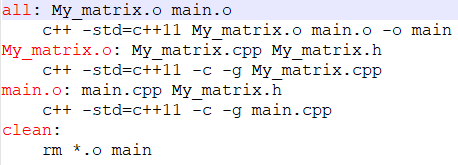 all: My_matrix.o main.o
    c++ -std=c++11 My_matrix.o main.o -o main
My_matrix.o: My_matrix.cpp My_matrix.h
    c++ -std=c++11 -c -g My_matrix.cpp
main.o: main.cpp My_matrix.h
    c++ -std=c++11 -c -g main.cpp
clean:
    rm *.o main